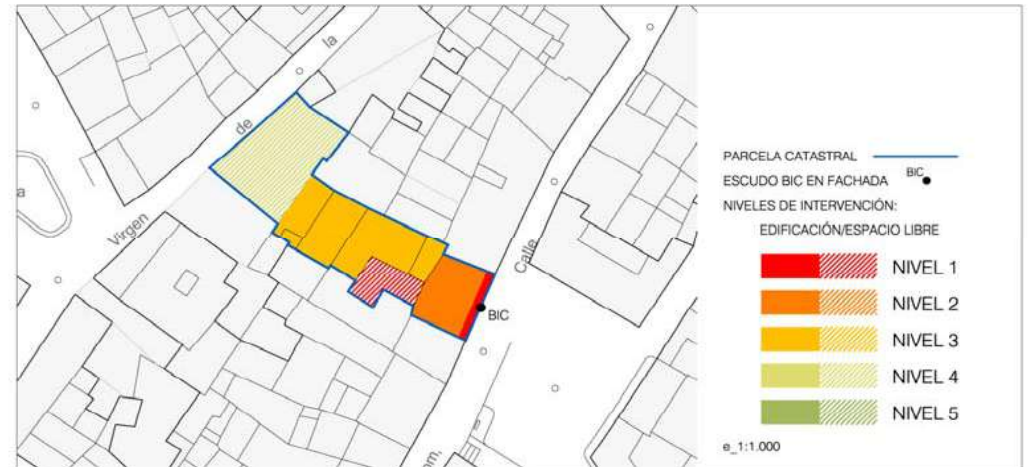 la
de
Virgen
a
Calle
BIC
om.
PARCELA CATASTRAL
ESCUDO BIC EN FACHADA BIC
NIVELES DE INTERVENCIÓN:
EDIFICACIÓN/ESPACIO LIBRE
NIVEL 1
NIVEL 2
NIVEL 3
NIVEL 4
NIVEL 5
e_1:1.000